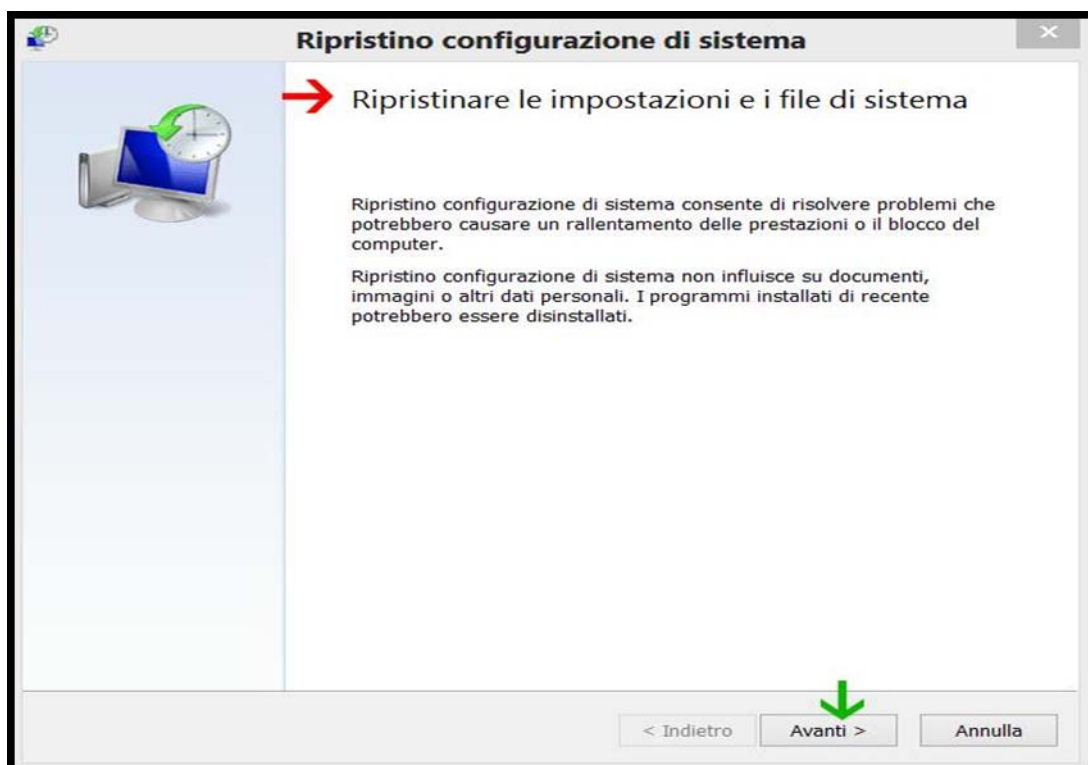 Ripristino configurazione di sistema
Ripristinare le impostazioni e i file di sistema
Ripristino configurazione di sistema consente di risolvere problemi che
potrebbero causare un rallentamento delle prestazioni o il blocco del
computer.
Ripristino configurazione di sistema non influisce su documenti,
immagini o altri dati personali. I programmi installati di recente
potrebbero essere disinstallati.
< Indietro
Avanti >
Annulla